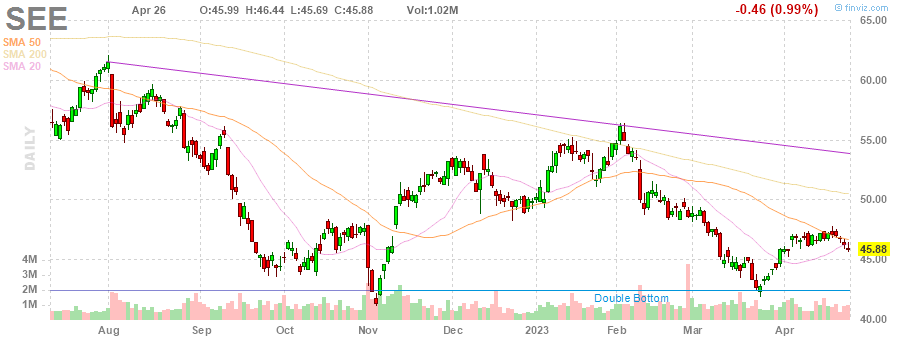 SEE Apr 26 O:45.99 H:46.44 L:45.69 C:45.88 Vol:1.02M -0.46 (0.99%) @ finviz.com
SMA 50
SMA 200
SMA 20
DAILY
65.00
60.00
55.00
50.00
45.88
45.00
40.00
4M
3M
2M
1M
Double Bottom
Aug Sep Oct Nov Dec 2023 Feb Mar Apr